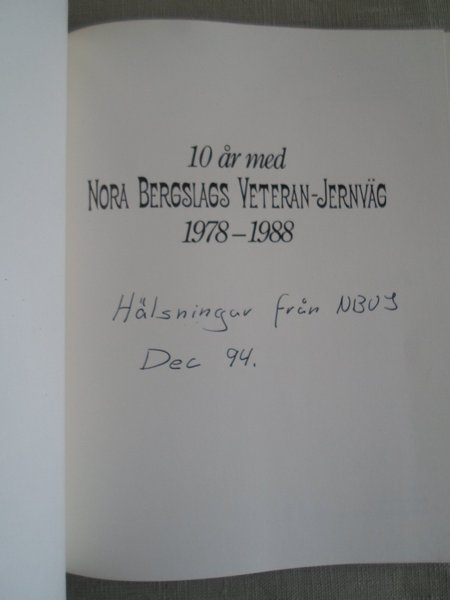 10 år med
NORA BERGSLAGS VETERAN-JERNVÄG
1978-1988
Hälsningar från NBVJ
Dec 94.